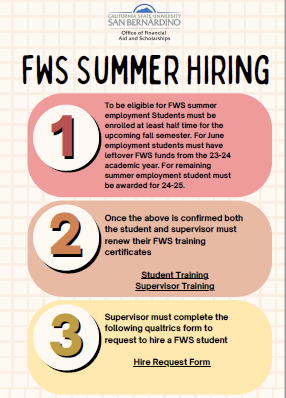 CALIFORNIA STATE UNIVERSITY
SAN BERNARDINO
Office of Financial
Aid and Scholarships
FWS SUMMER HIRING
1
To be eligible for FWS summer
employment Students must be
enrolled at least half time for the
upcoming fall semester. For June
employment students must have
leftover FWS funds from the 23-24
academic year. For remaining
summer employment student must
be awarded for 24-25.
2
Once the above is confirmed both
the student and supervisor must
renew their FWS training
certificates
Student Training
Supervisor Training
3
Supervisor must complete the
following qualtrics form to
request to hire a FWS student
Hire Request Form